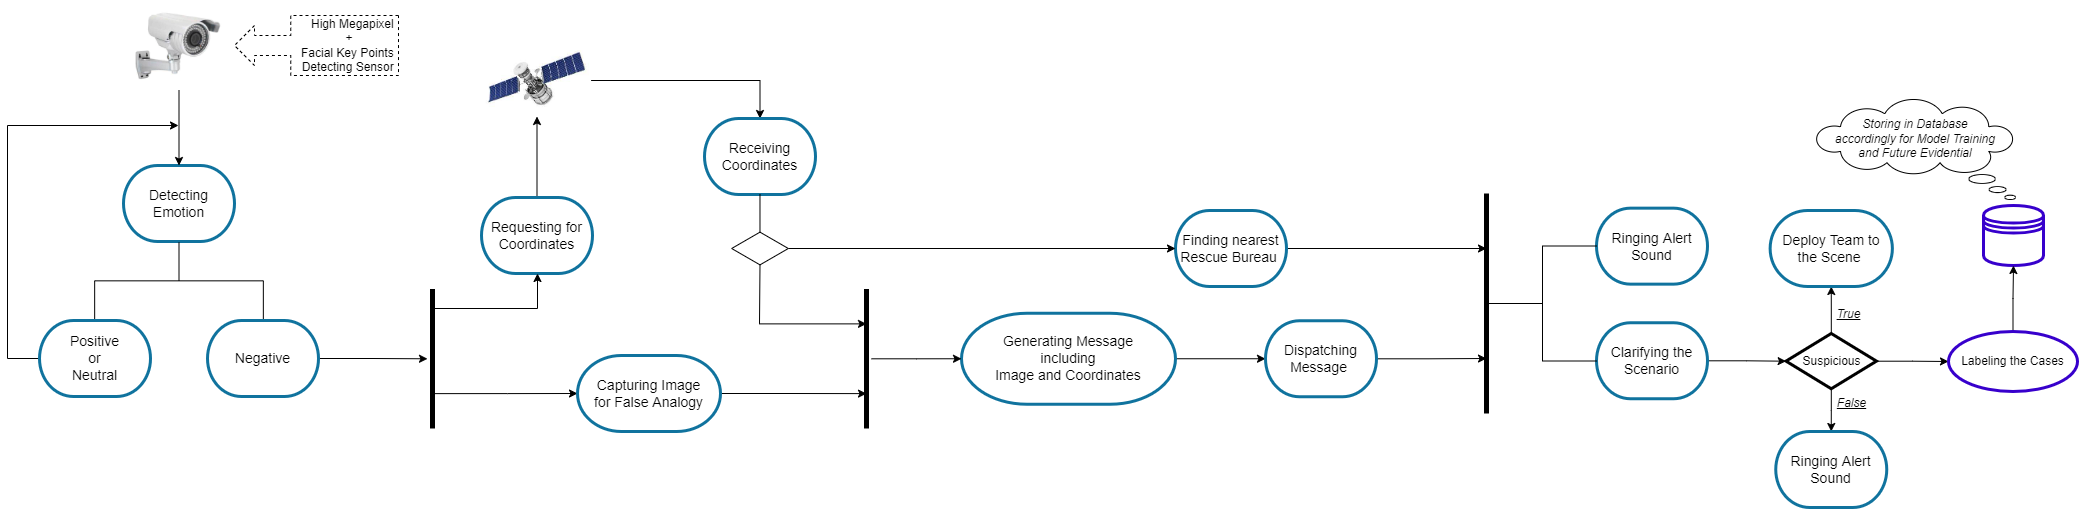 High Megapixel
+
Facial Key Points
Detecting Sensor
Detecting
Emotion
Positive
or
Neutral
Negative
Requesting for
Coordinates
Capturing Image
for False Analogy
Receiving
Coordinates
Generating Message
including
Image and Coordinates
Finding nearest
Rescue Bureau
Dispatching
Message
Ringing Alert
Sound
Clarifying the
Scenario
Deploy Team to
the Scene
True
Suspicious
False
Ringing Alert
Sound
Labeling the Cases
Storing in Database
accordingly for Model Training
and Future Evidential